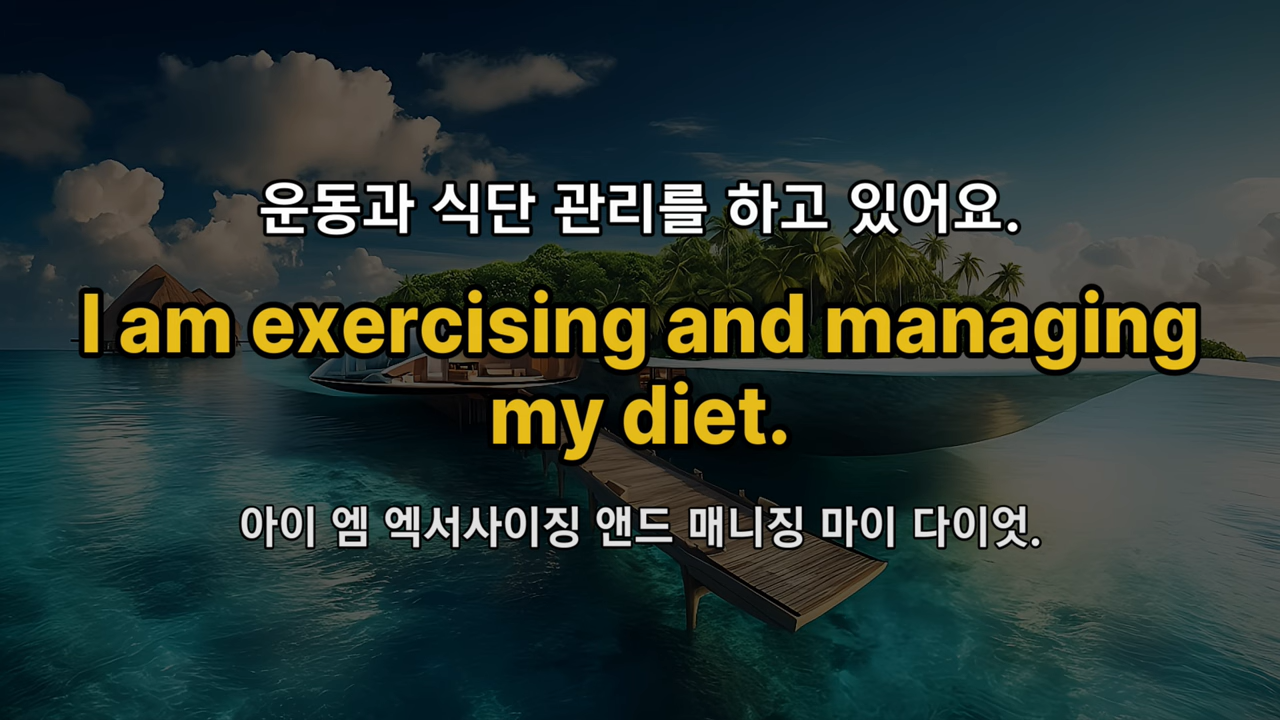 운동과 식단 관리를 하고 있어요.
I am exercising and managing
my diet.
아이 엠 엑서사이징 앤드 매니징 마이 다이엇.